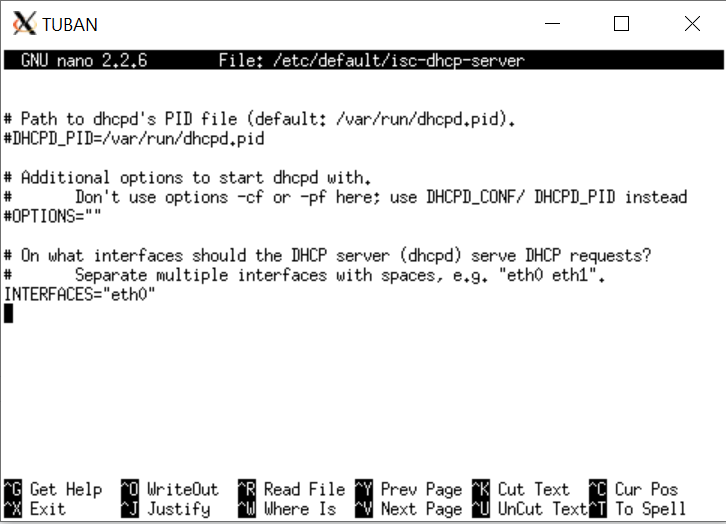 TUBAN
GNU nano 2.2.6 File: /etc/default/isc-dhcp-server
# Path to dhcpd's PID file (default: /var/run/dhcpd.pid).
#DHCPD_PID=/var/run/dhcpd.pid
# Additional options to start dhcpd with.
# Don't use options -cf or -pf here; use DHCPD_CONF/ DHCPD_PID instead
#OPTIONS=""
# On what interfaces should the DHCP server (dhcpd) serve DHCP requests?
# Separate multiple interfaces with spaces, e.g. "eth0 eth1".
INTERFACES="eth0"
^G Get Help ^O WriteOut ^R Read File ^Y Prev Page ^K Cut Text ^C Cur Pos
^X Exit ^J Justify ^W Where Is ^V Next Page ^U UnCut Text ^T To Spell